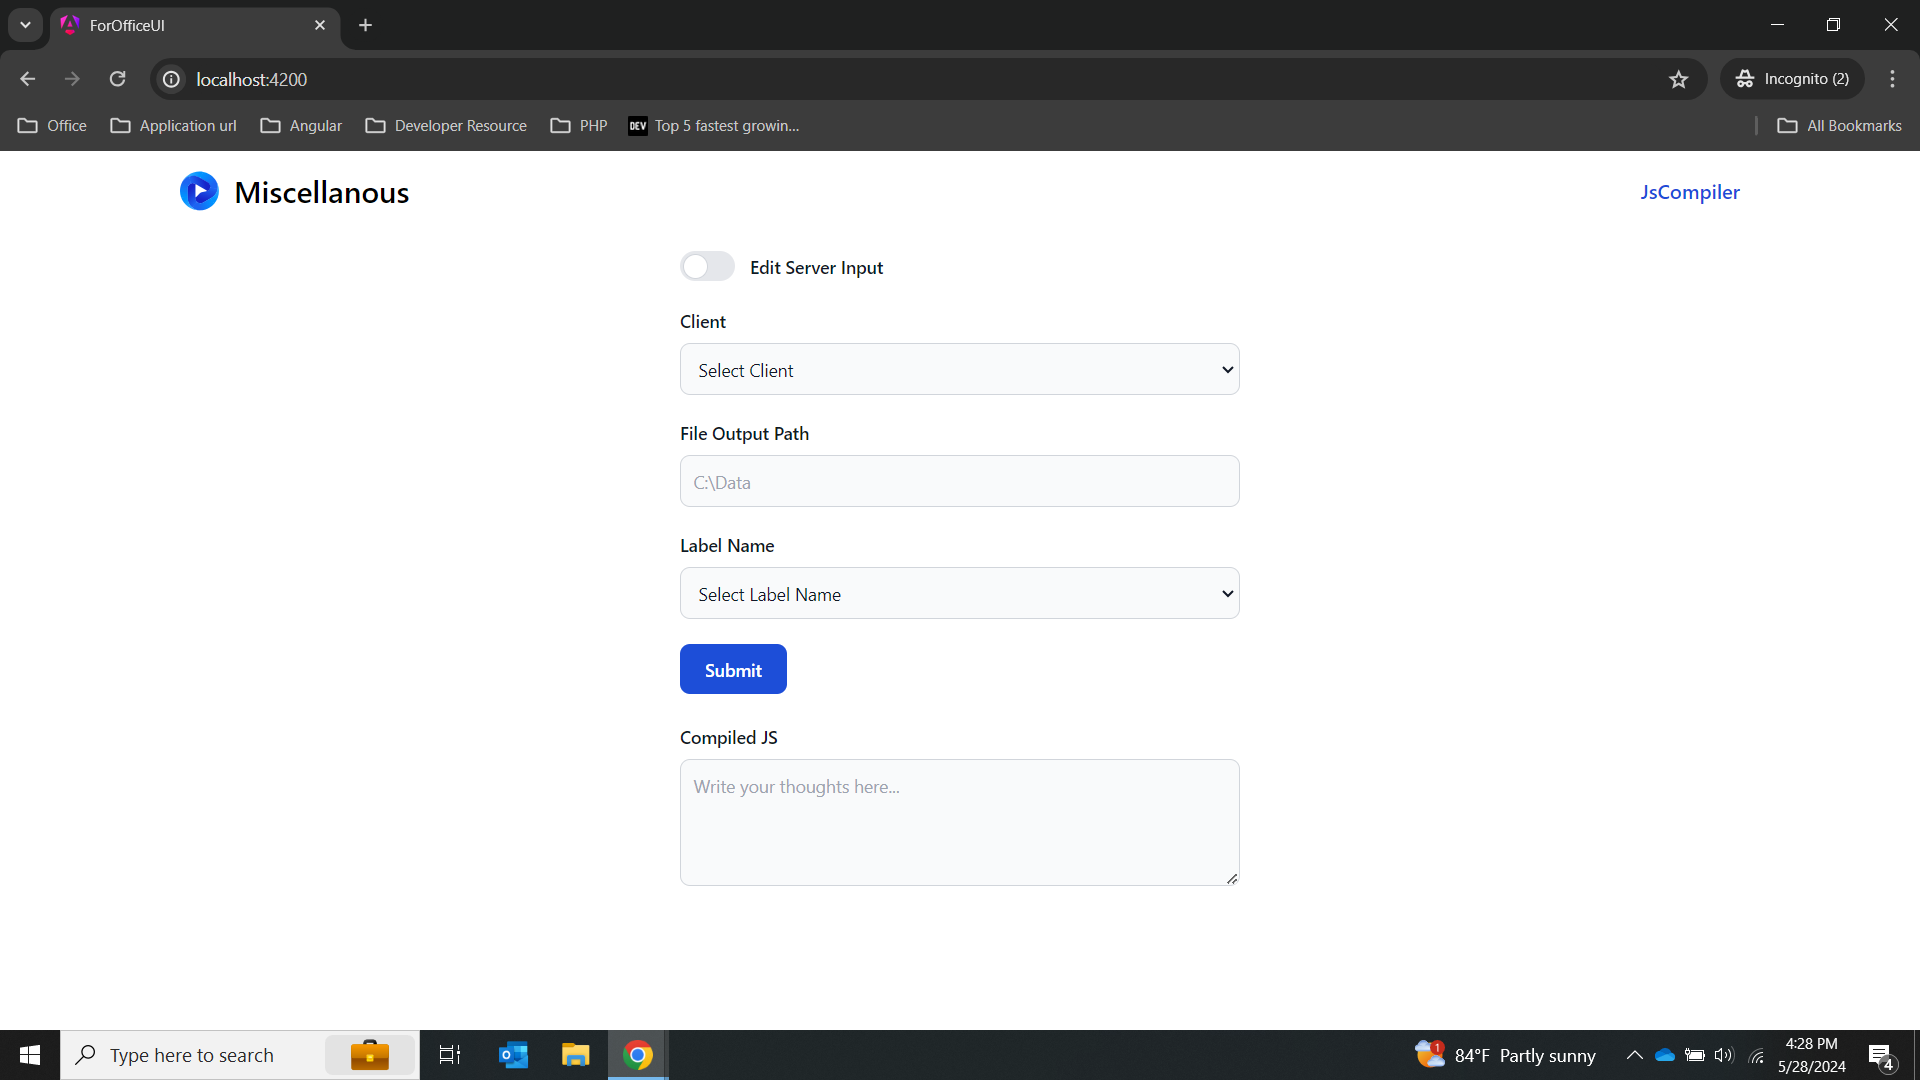 ForOfficeUI
localhost:4200
Incognito (2)
Office
Application url
Angular
Developer Resource
PHP
DEV
Top 5 fastest growin...
All Bookmarks
Miscellanous
JsCompiler
Edit Server Input
Client
Select Client
File Output Path
C:\Data
Label Name
Select Label Name
Submit
Compiled JS
Write your thoughts here...
Type here to search
1
84°F Partly sunny
4:28 PM
5/28/2024
4